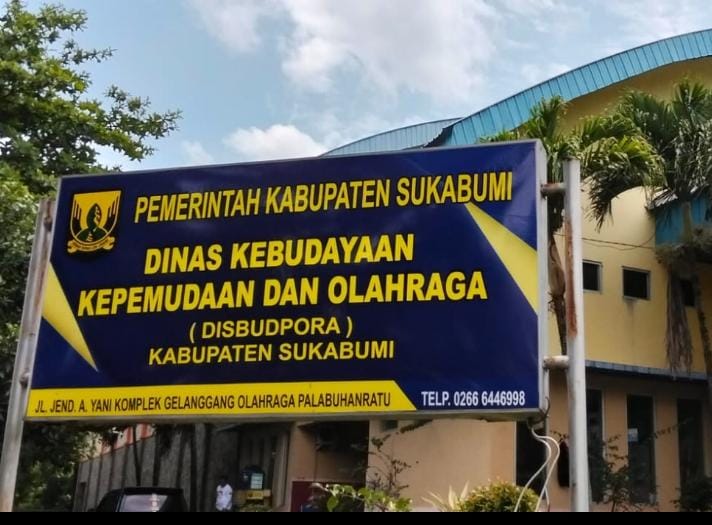 PEMERINTAH KABUPATEN SUKABUMI
DINAS KEBUDAYAAN
KEPEMUDAAN DAN OLAHRAGA
( DISBUDPORA )
KABUPATEN SUKABUMI
JL. JEND. A. YANI KOMPLEK GELANGGANG OLAHRAGA PALABUHANRATU
TELP. 0266 6446998